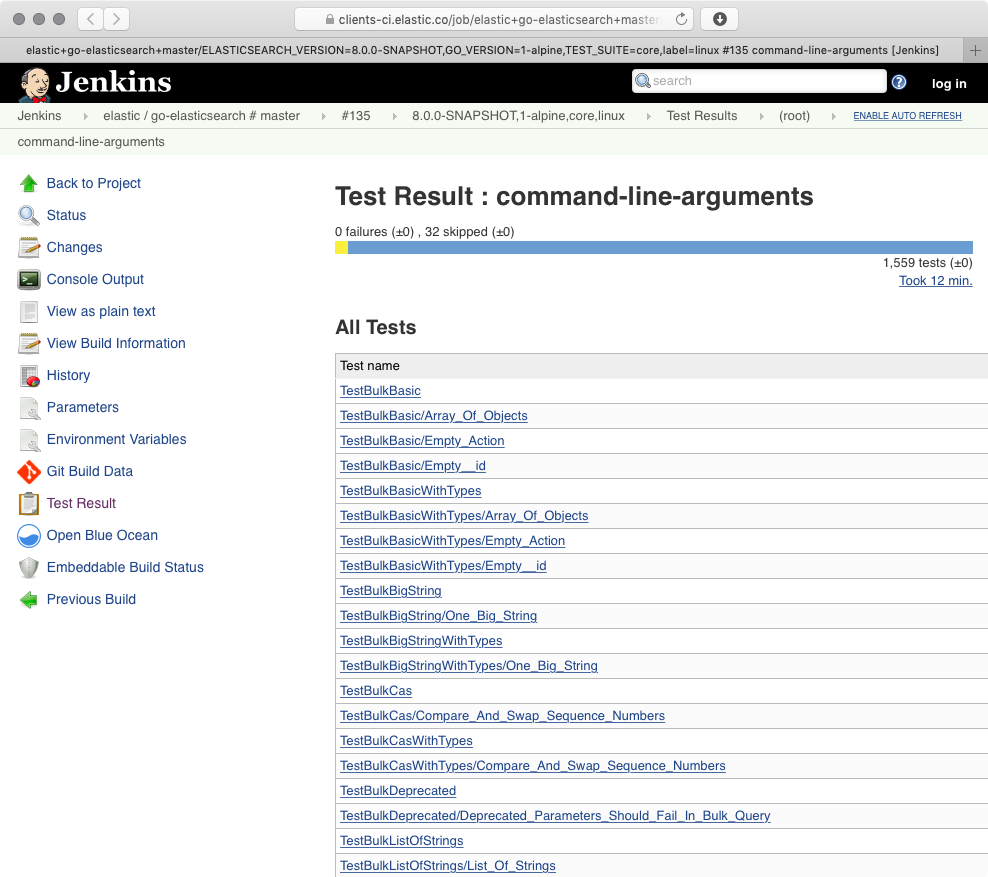 clients-ci.elastic.co/job/elastic+go-elasticsearch+master
elastic+go-elasticsearch+master/ELASTICSEARCH_VERSION=8.0.0-SNAPSHOT,GO_VERSION=1-alpine,TEST_SUITE=core,label=linux #135 command-line-arguments [Jenkins]
Jenkins search ? log in
Jenkins elastic / go-elasticsearch # master #135 8.0.0-SNAPSHOT,1-alpine,core,linux Test Results (root) ENABLE AUTO REFRESH
command-line-arguments
Back to Project
Status
Changes
Console Output
View as plain text
View Build Information
History
Parameters
Environment Variables
Git Build Data
Test Result
Open Blue Ocean
Embeddable Build Status
Previous Build
Test Result : command-line-arguments
0 failures (±0) , 32 skipped (±0)
1,559 tests (±0)
Took 12 min.
All Tests
Test name
TestBulkBasic
TestBulkBasic/Array_Of_Objects
TestBulkBasic/Empty_Action
TestBulkBasic/Empty__id
TestBulkBasicWithTypes
TestBulkBasicWithTypes/Array_Of_Objects
TestBulkBasicWithTypes/Empty_Action
TestBulkBasicWithTypes/Empty__id
TestBulkBigString
TestBulkBigString/One_Big_String
TestBulkBigStringWithTypes
TestBulkBigStringWithTypes/One_Big_String
TestBulkCas
TestBulkCas/Compare_And_Swap_Sequence_Numbers
TestBulkCasWithTypes
TestBulkCasWithTypes/Compare_And_Swap_Sequence_Numbers
TestBulkDeprecated
TestBulkDeprecated/Deprecated_Parameters_Should_Fail_In_Bulk_Query
TestBulkListOfStrings
TestBulkListOfStrings/List_Of_Strings